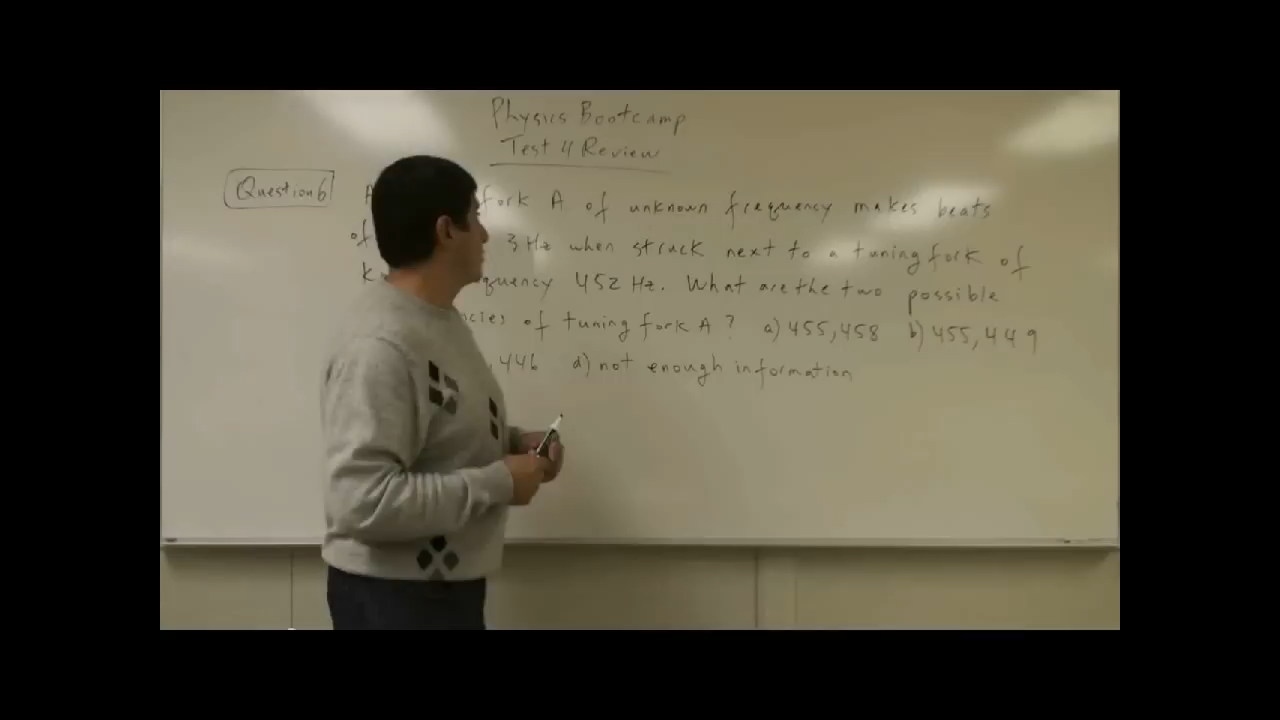 Physics Bootcamp
Test 4 Review
Question 6 fork A of unknown frequency makes beats
of 3 Hz when struck next to a tuning fork of
452 Hz. What are the two possible
of tuning fork A? a) 455, 458 b) 455, 449
, 446 d) not enough information